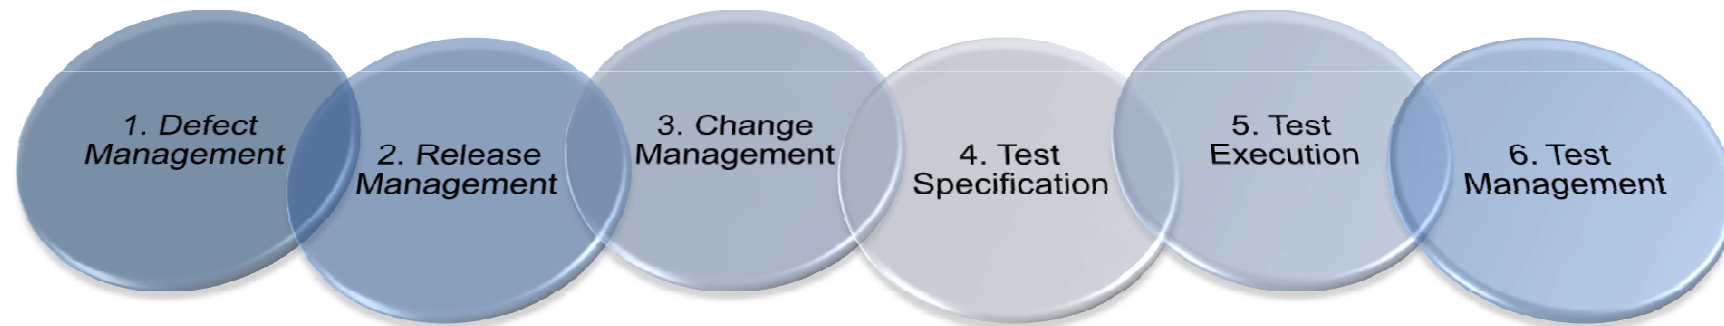 1. Defect
Management
2. Release
Management
3. Change
Management
4. Test
Specification
5. Test
Execution
6. Test
Management